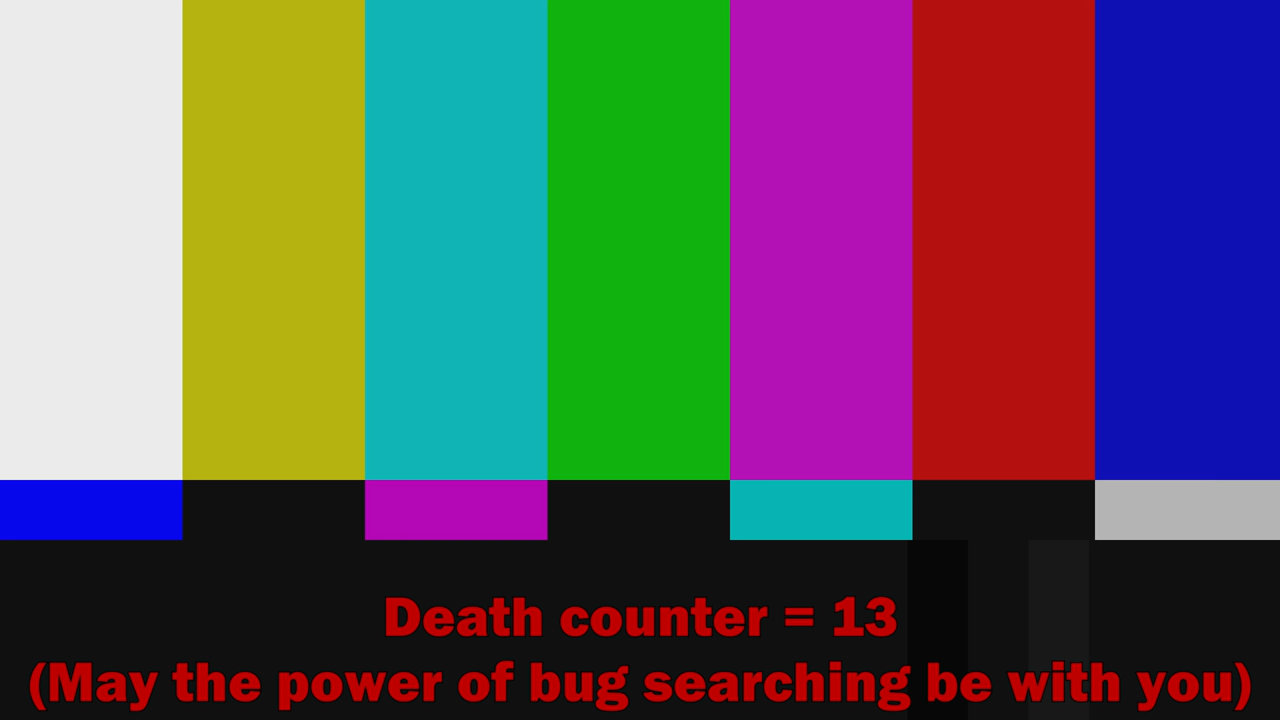 Death counter = 13
(May the power of bug searching be with you)